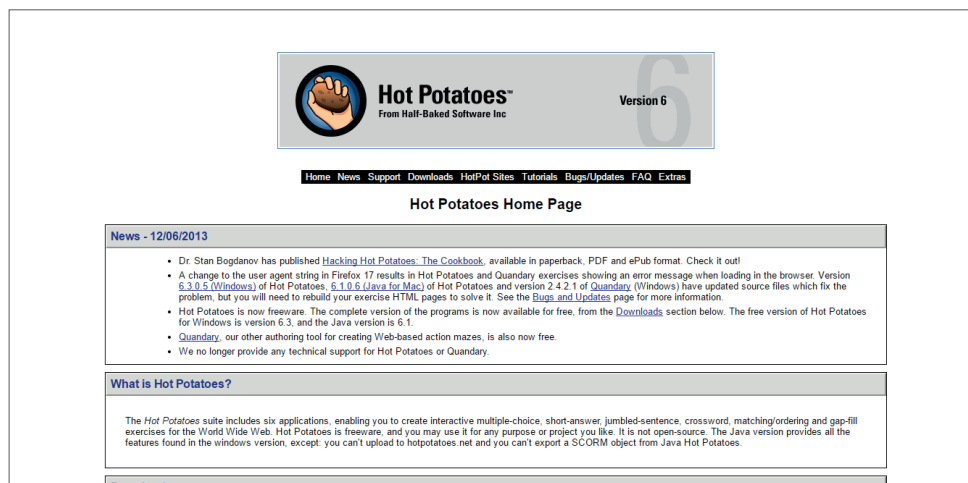 Hot Potatoes™
From Half-Baked Software Inc
Version 6
6
Home News Support Downloads HotPot Sites Tutorials Bugs/Updates FAQ Extras
Hot Potatoes Home Page
News - 12/06/2013
• Dr. Stan Bogdanov has published Hacking Hot Potatoes: The Cookbook, available in paperback, PDF and ePub format. Check it out!
• A change to the user agent string in Firefox 17 results in Hot Potatoes and Quandary exercises showing an error message when loading in the browser. Version
6.3.0.5 (Windows) of Hot Potatoes, 6.1.0.6 (Java for Mac) of Hot Potatoes and version 2.4.2.1 of Quandary (Windows) have updated source files which fix the
problem, but you will need to rebuild your exercise HTML pages to solve it. See the Bugs and Updates page for more information.
• Hot Potatoes is now freeware. The complete version of the programs is now available for free, from the Downloads section below. The free version of Hot Potatoes
for Windows is version 6.3, and the Java version is 6.1.
• Quandary, our other authoring tool for creating Web-based action mazes, is also now free.
• We no longer provide any technical support for Hot Potatoes or Quandary.
What is Hot Potatoes?
The Hot Potatoes suite includes six applications, enabling you to create interactive multiple-choice, short-answer, jumbled-sentence, crossword, matching/ordering and gap-fill
exercises for the World Wide Web. Hot Potatoes is freeware, and you may use it for any purpose or project you like. It is not open-source. The Java version provides all the
features found in the windows version, except: you can't upload to hotpotatoes.net and you can't export a SCORM object from Java Hot Potatoes.